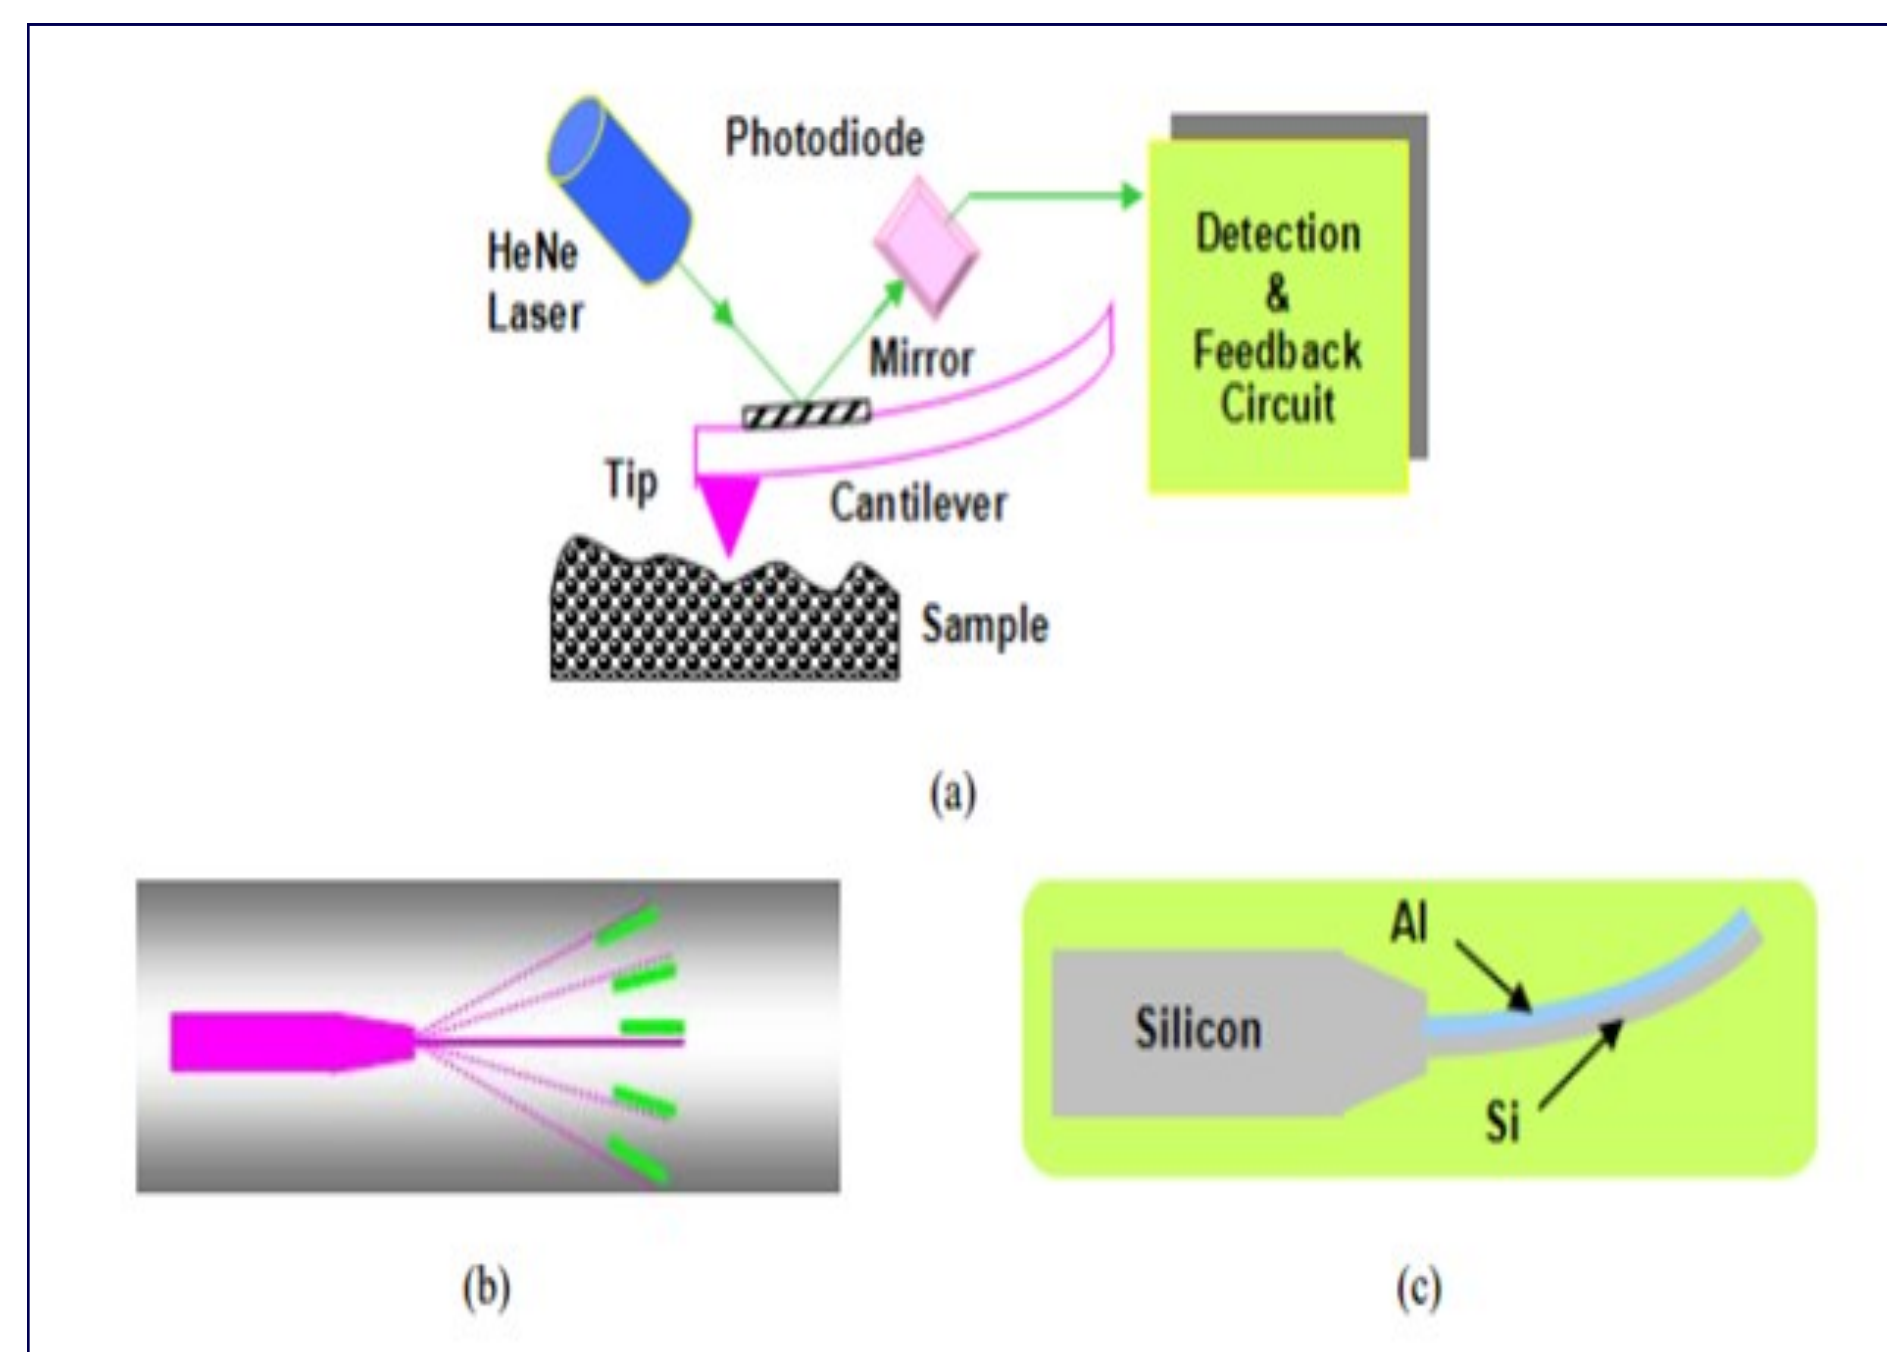 Photodiode
HeNe
Laser
Detection
&
Feedback
Circuit
Mirror
Tip
Cantilever
Sample
(a)
Al
Silicon
Si
(b)
(c)